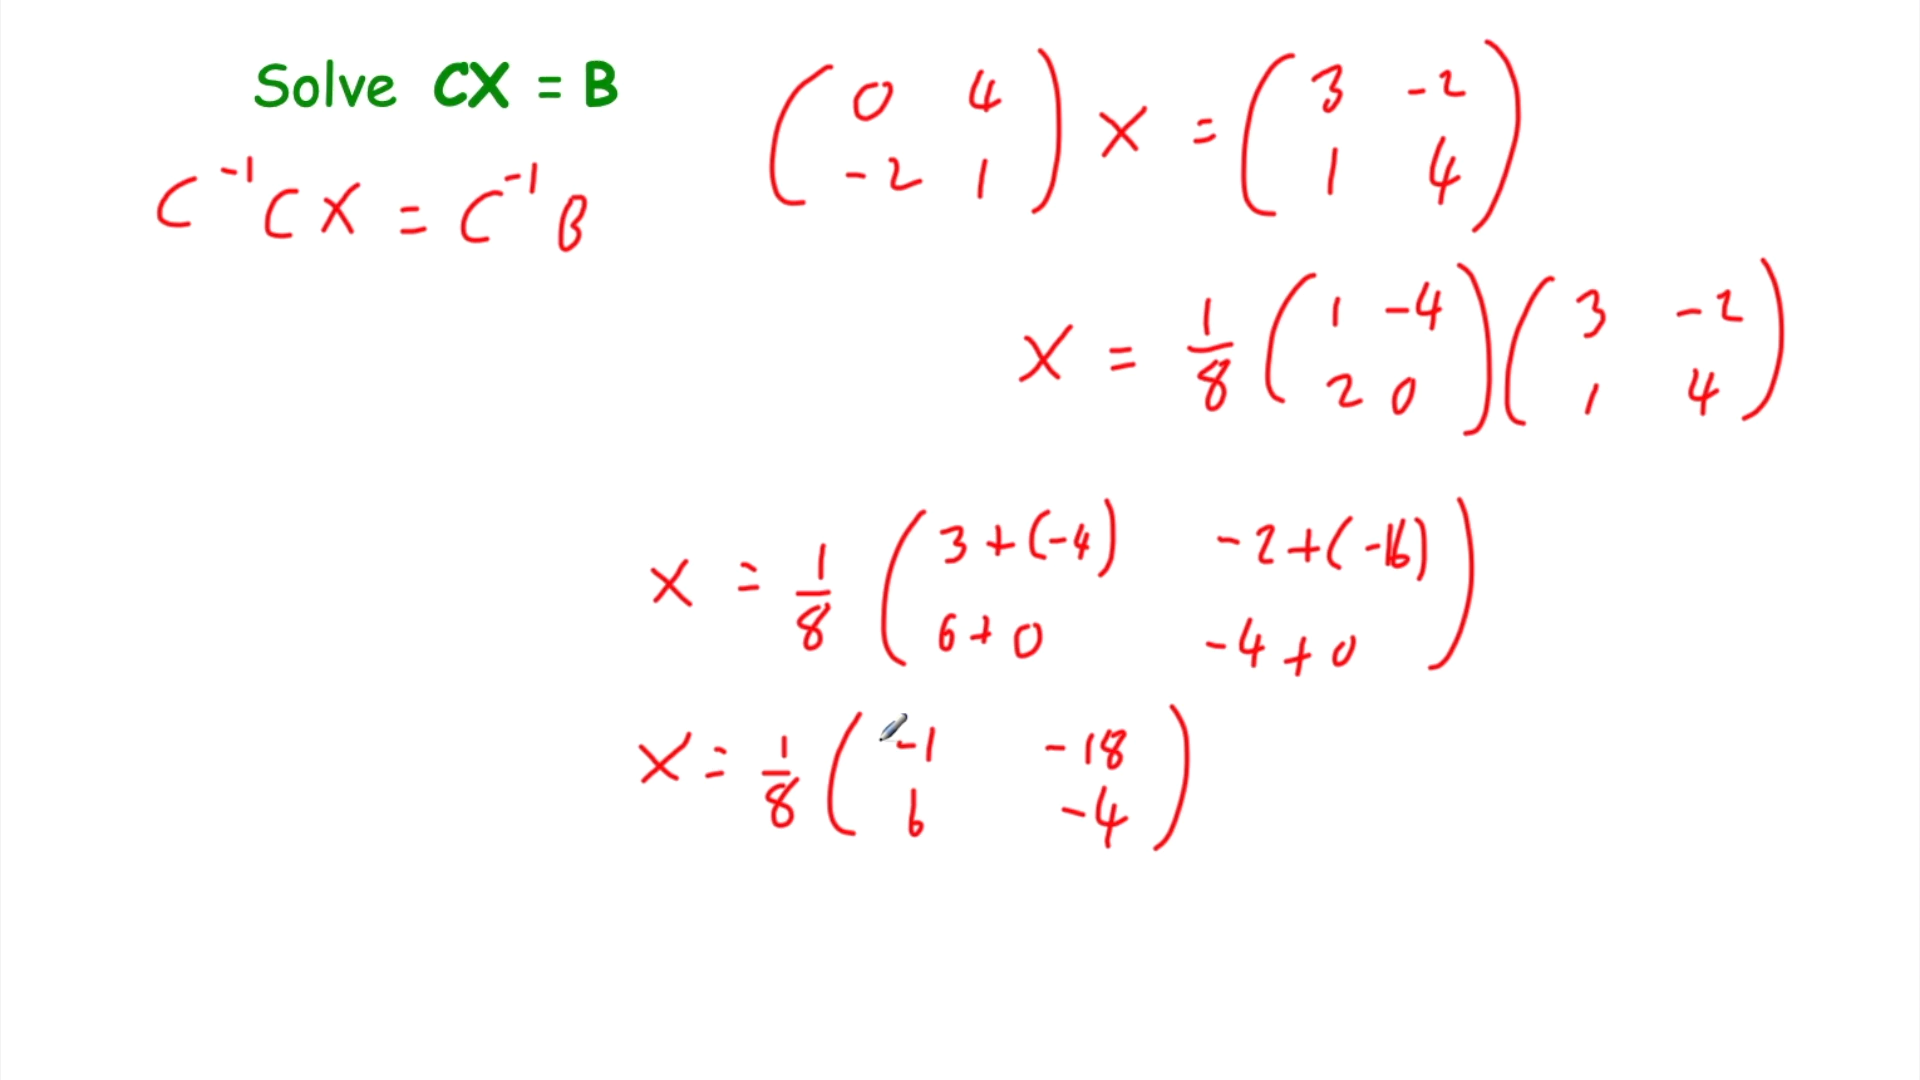 Solve CX = B
C⁻¹CX = C⁻¹B
(0 4
-2 1) X = (3 -2
1 4)
X = 1/8 (1 -4
2 0)(3 -2
1 4)
X = 1/8 (3+(-4) -2+(-16)
6+0 -4+0)
X = 1/8 (-1 -18
6 -4)